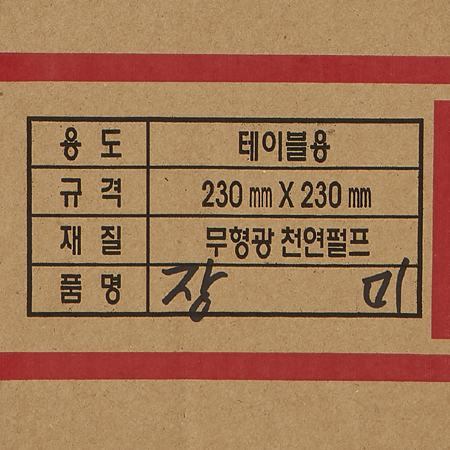 용 도 테이블용
규 격 230 mm X 230 mm
재 질 무형광 천연펄프
품 명 장 미